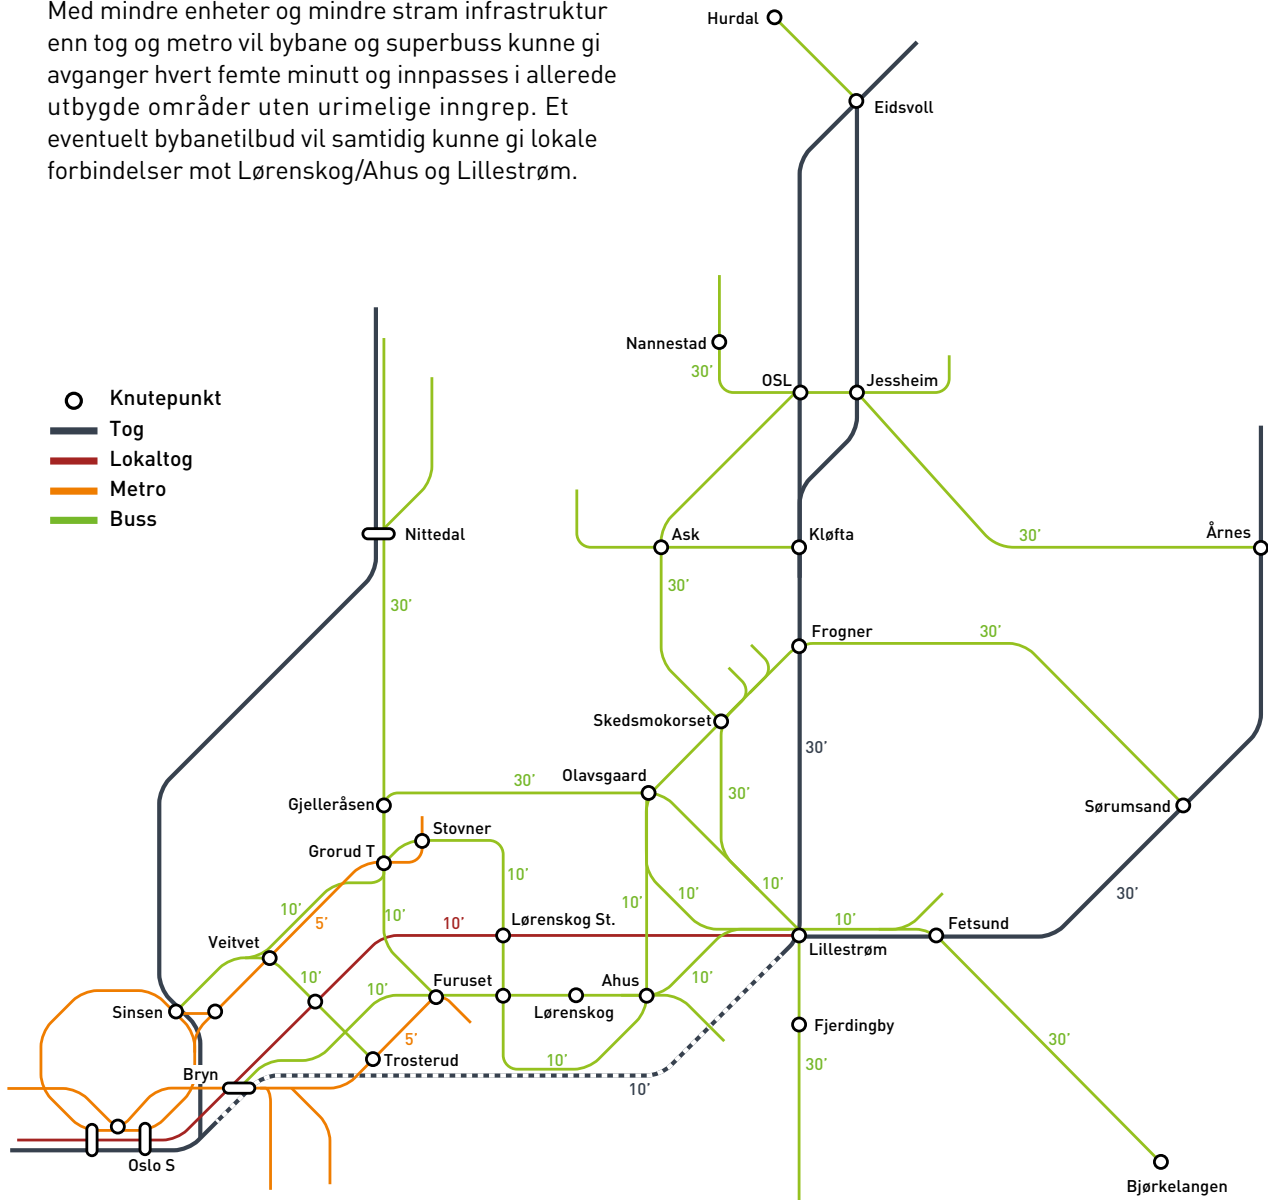 Med mindre enheter og mindre stram infrastruktur
enn tog og metro vil bybane og superbuss kunne gi
avganger hvert femte minutt og innpasses i allerede
utbygde områder uten urimelige inngrep. Et
eventuelt bybanetilbud vil samtidig kunne gi lokale
forbindelser mot Lørenskog/Ahus og Lillestrøm.
Hurdal
Eidsvoll
Nannestad
30'
OSL
Jessheim
Knutepunkt
Tog
Lokaltog
Metro
Buss
Nittedal
Ask
Kløfta
30'
Årnes
30'
30'
Frogner
30'
Skedsmokorset
30'
Olavsgaard
30'
30'
Gjelleråsen
Sørumsand
Stovner
Grorud T
10'
10'
10'
10'
30'
10'
5'
10'
10'
Lørenskog St.
10'
Fetsund
Veitvet
Lillestrøm
10'
10'
Furuset
Ahus
10'
Sinsen
Lørenskog
Fjerdingby
5'
30'
Trosterud
10'
30'
Bryn
10'
Oslo S
Bjørkelangen